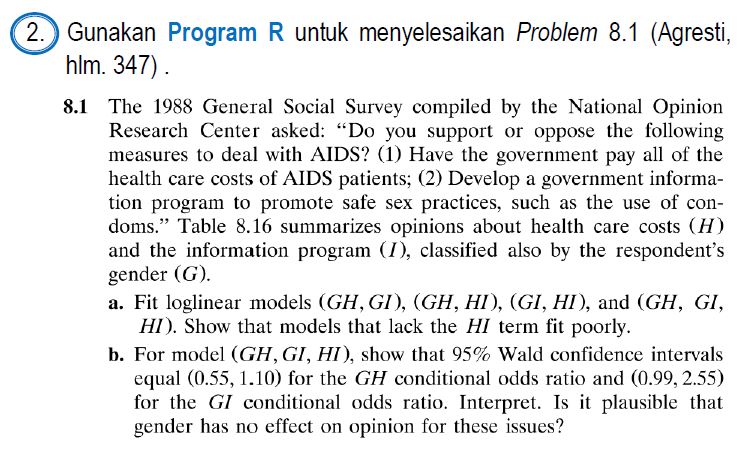 2. Gunakan Program R untuk menyelesaikan Problem 8.1 (Agresti,
hlm. 347) .
8.1 The 1988 General Social Survey compiled by the National Opinion
Research Center asked: “Do you support or oppose the following
measures to deal with AIDS? (1) Have the government pay all of the
health care costs of AIDS patients; (2) Develop a government informa-
tion program to promote safe sex practices, such as the use of con-
doms.” Table 8.16 summarizes opinions about health care costs (H)
and the information program (I), classified also by the respondent’s
gender (G).
a. Fit loglinear models (GH, GI), (GH, HI), (GI, HI), and (GH, GI,
HI). Show that models that lack the HI term fit poorly.
b. For model (GH, GI, HI), show that 95% Wald confidence intervals
equal (0.55, 1.10) for the GH conditional odds ratio and (0.99, 2.55)
for the GI conditional odds ratio. Interpret. Is it plausible that
gender has no effect on opinion for these issues?